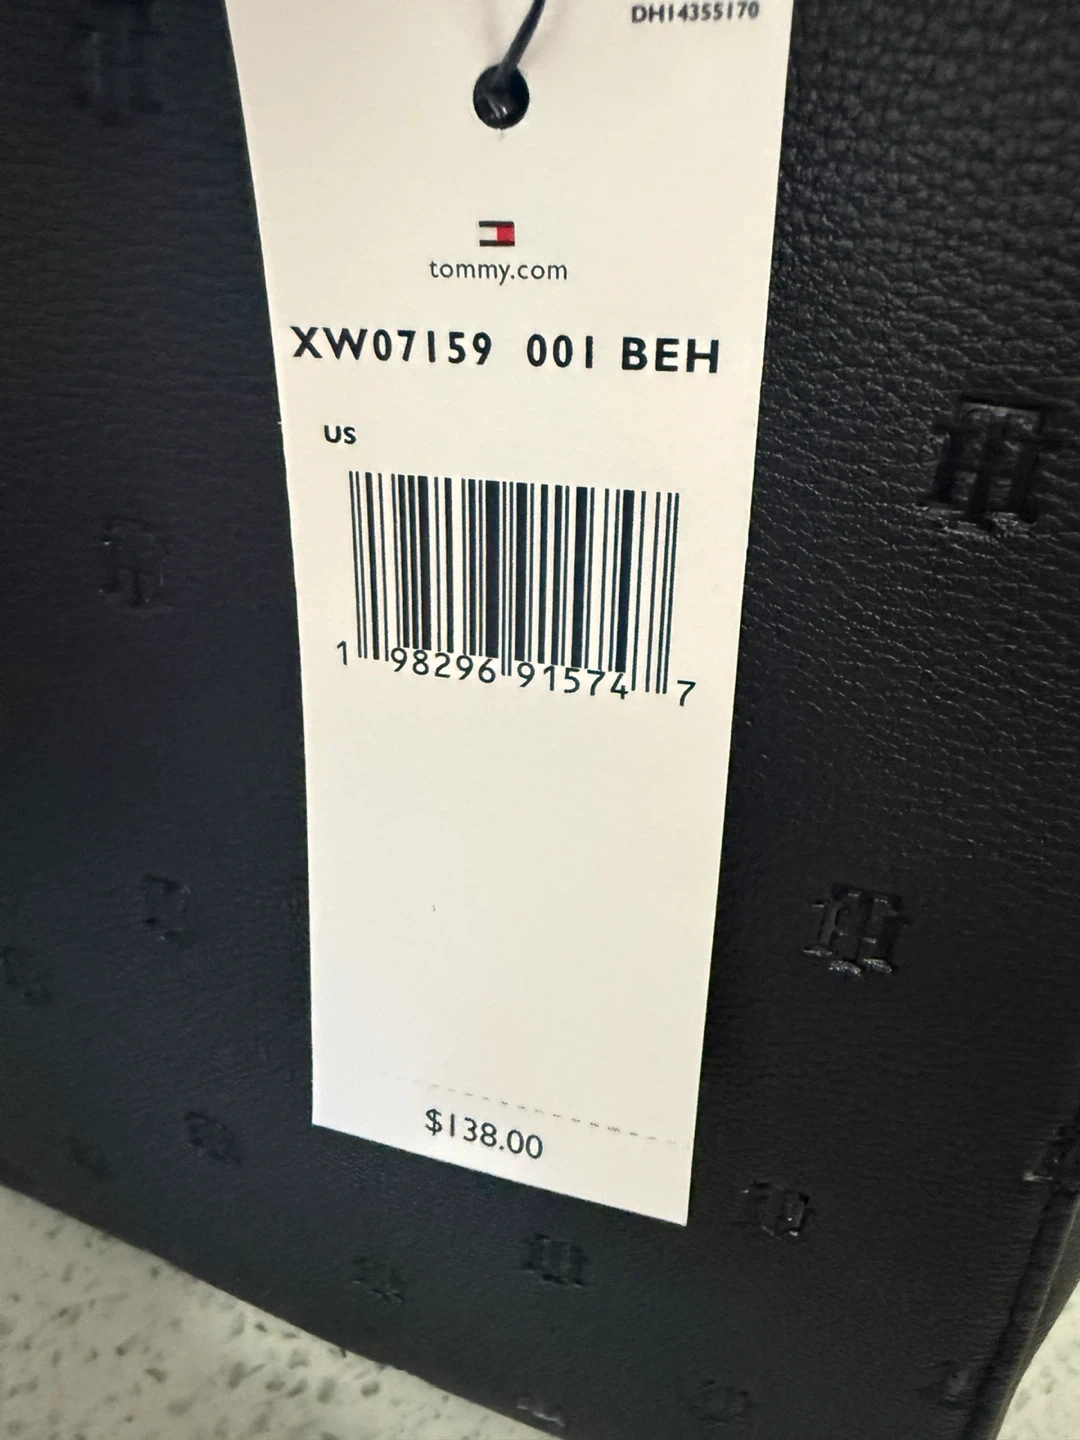 DH14355170
tommy.com
XW07159 001 BEH
US
1 98296 91574 7
$138.00